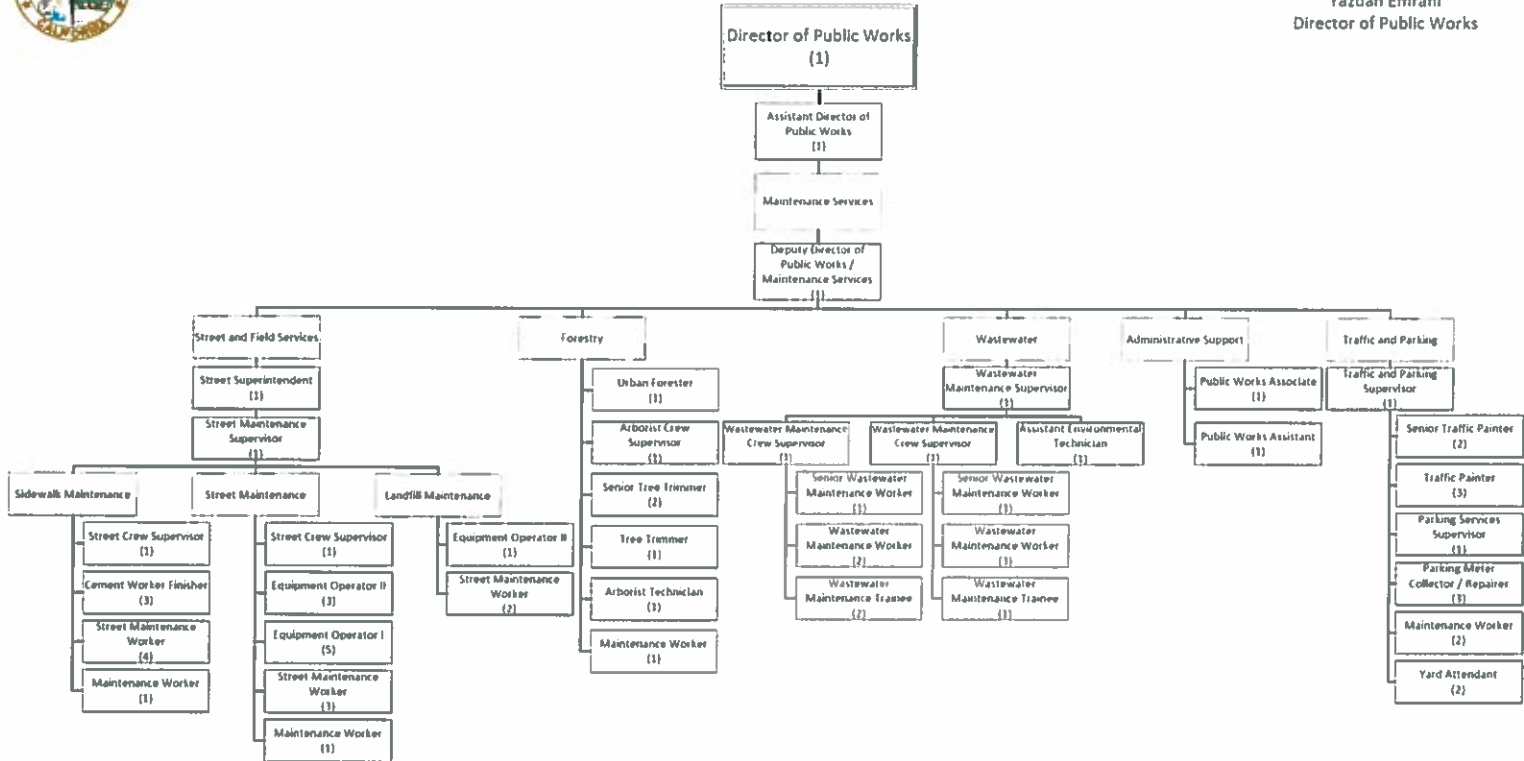 CALIFORNIA
Yazdan Emrani
Director of Public Works
Director of Public Works
(1)
Assistant Director of
Public Works
(1)
Maintenance Services
Deputy Director of
Public Works /
Maintenance Services
(1)
Street and Field Services
Street Superintendent
(1)
Street Maintenance
Supervisor
(1)
Sidewalk Maintenance
Street Crew Supervisor
(1)
Cement Worker Finisher
(3)
Street Maintenance
Worker
(4)
Maintenance Worker
(1)
Street Maintenance
Street Crew Supervisor
(1)
Equipment Operator II
(3)
Equipment Operator I
(5)
Street Maintenance
Worker
(3)
Maintenance Worker
(1)
Landfill Maintenance
Equipment Operator II
(1)
Street Maintenance
Worker
(2)
Forestry
Urban Forester
(1)
Arborist Crew
Supervisor
(1)
Senior Tree Trimmer
(2)
Tree Trimmer
(1)
Arborist Technician
(1)
Maintenance Worker
(1)
Wastewater
Wastewater
Maintenance Supervisor
(1)
Wastewater Maintenance
Crew Supervisor
(1)
Senior Wastewater
Maintenance Worker
(1)
Wastewater
Maintenance Worker
(2)
Wastewater
Maintenance Trainee
(2)
Wastewater Maintenance
Crew Supervisor
(1)
Senior Wastewater
Maintenance Worker
(1)
Wastewater
Maintenance Worker
(3)
Wastewater
Maintenance Trainee
(1)
Assistant Environmental
Technician
(1)
Administrative Support
Public Works Associate
(1)
Public Works Assistant
(1)
Traffic and Parking
Traffic and Parking
Supervisor
(1)
Senior Traffic Painter
(2)
Traffic Painter
(3)
Parking Services
Supervisor
(1)
Parking Meter
Collector / Repairer
(3)
Maintenance Worker
(2)
Yard Attendant
(2)